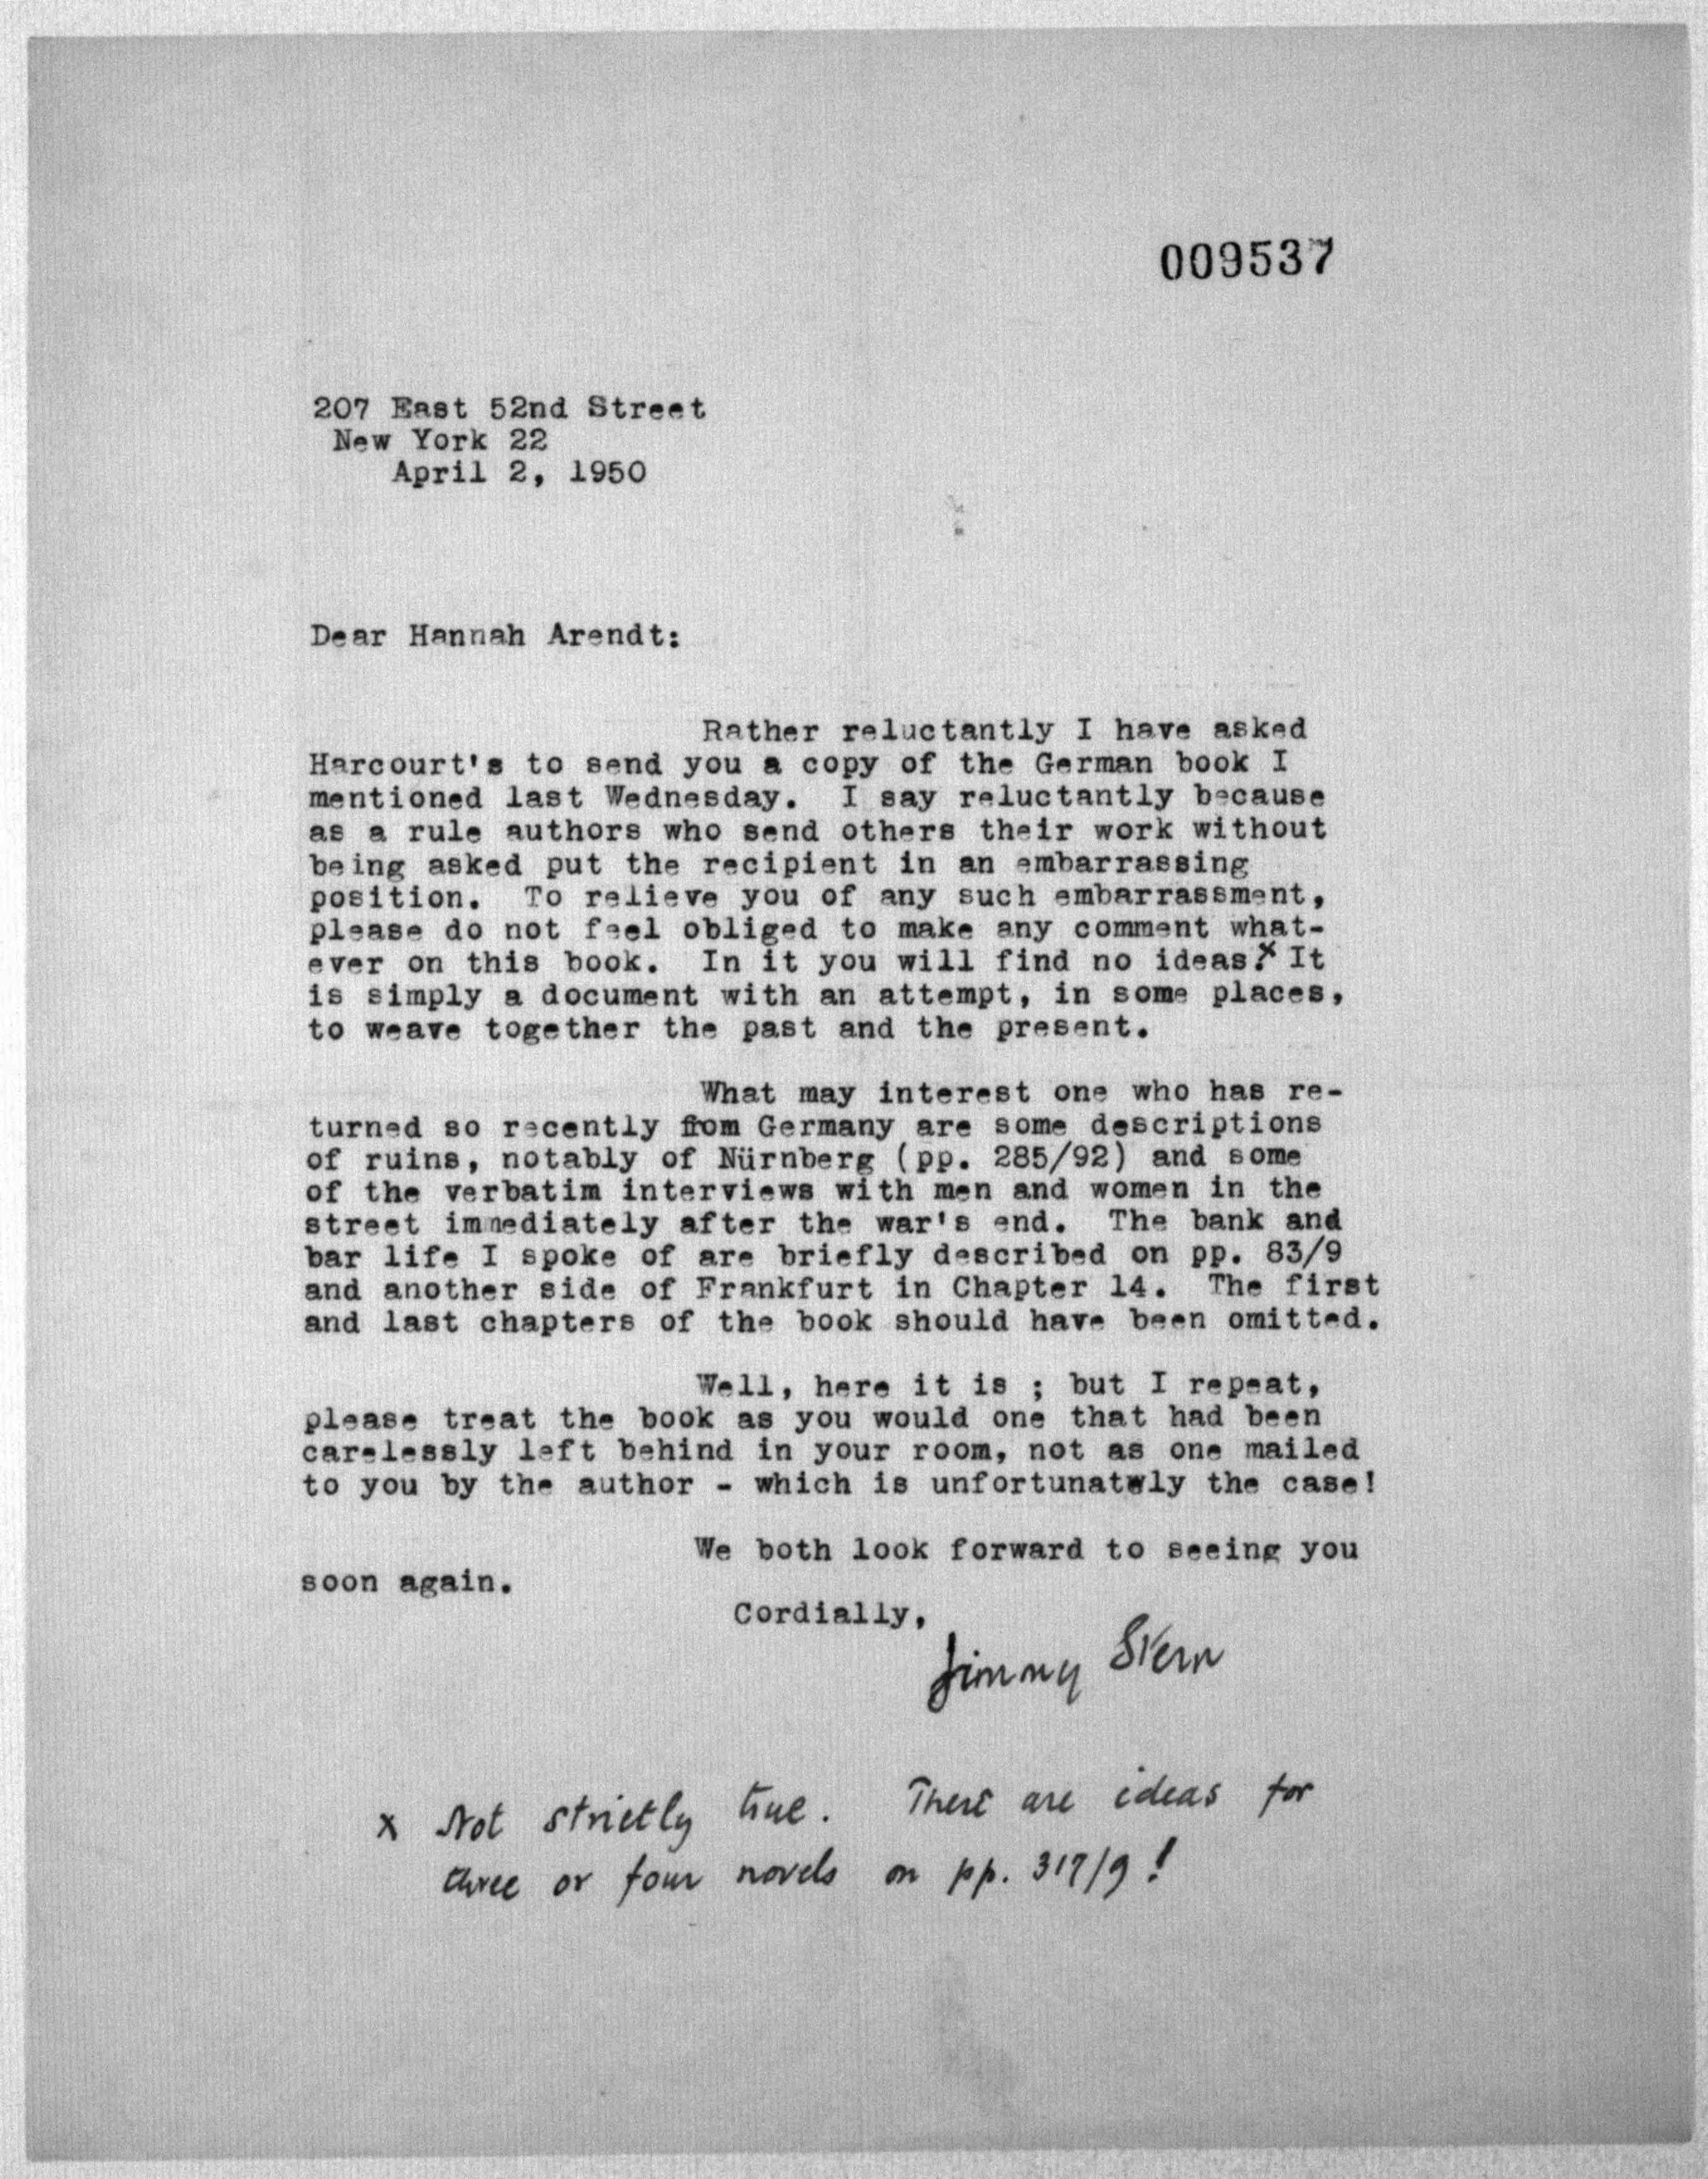 009537
207 East 52nd Street
New York 22
April 2, 1950
Dear Hannah Arendt:
Rather reluctantly I have asked
Harcourt's to send you a copy of the German book I
mentioned last Wednesday. I say reluctantly because
as a rule authors who send others their work without
being asked put the recipient in an embarrassing
position. To relieve you of any such embarrassment,
please do not feel obliged to make any comment what-
ever on this book. In it you will find no ideas.x It
is simply a document with an attempt, in some places,
to weave together the past and the present.
What may interest one who has re-
turned so recently from Germany are some descriptions
of ruins, notably of Nürnberg (pp. 285/92) and some
of the verbatim interviews with men and women in the
street immediately after the war's end. The bank and
bar life I spoke of are briefly described on pp. 83/9
and another side of Frankfurt in Chapter 14. The first
and last chapters of the book should have been omitted.
Well, here it is ; but I repeat,
please treat the book as you would one that had been
carelessly left behind in your room, not as one mailed
to you by the author - which is unfortunately the case!
We both look forward to seeing you
soon again.
Cordially,
Jimmy Stern
x Not strictly true. There are ideas for
three or four novels on pp. 317/9!